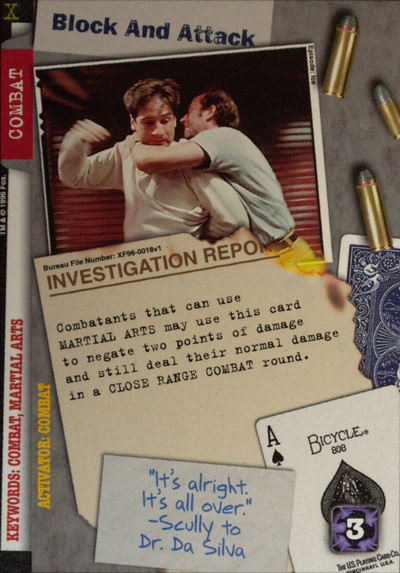 X
Block And Attack
COMBAT
Episode: Ice
TM & © 1996 Fox.
Bureau File Number: XF96-0018v1
INVESTIGATION REPO
Combatants that can use
MARTIAL ARTS may use this card
to negate two points of damage
and still deal their normal damage
in a CLOSE RANGE COMBAT round.
KEYWORDS: COMBAT, MARTIAL ARTS
ACTIVATOR: COMBAT
"It's alright.
It's all over."
-Scully to
Dr. Da Silva
A
BICYCLE®
808
3
THE U.S. PLAYING CARD CO.
CINCINNATI, U.S.A.